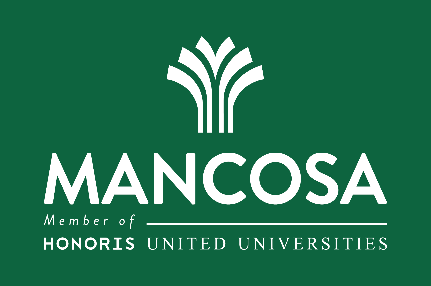 MANCOSA
Member of
HONORIS UNITED UNIVERSITIES